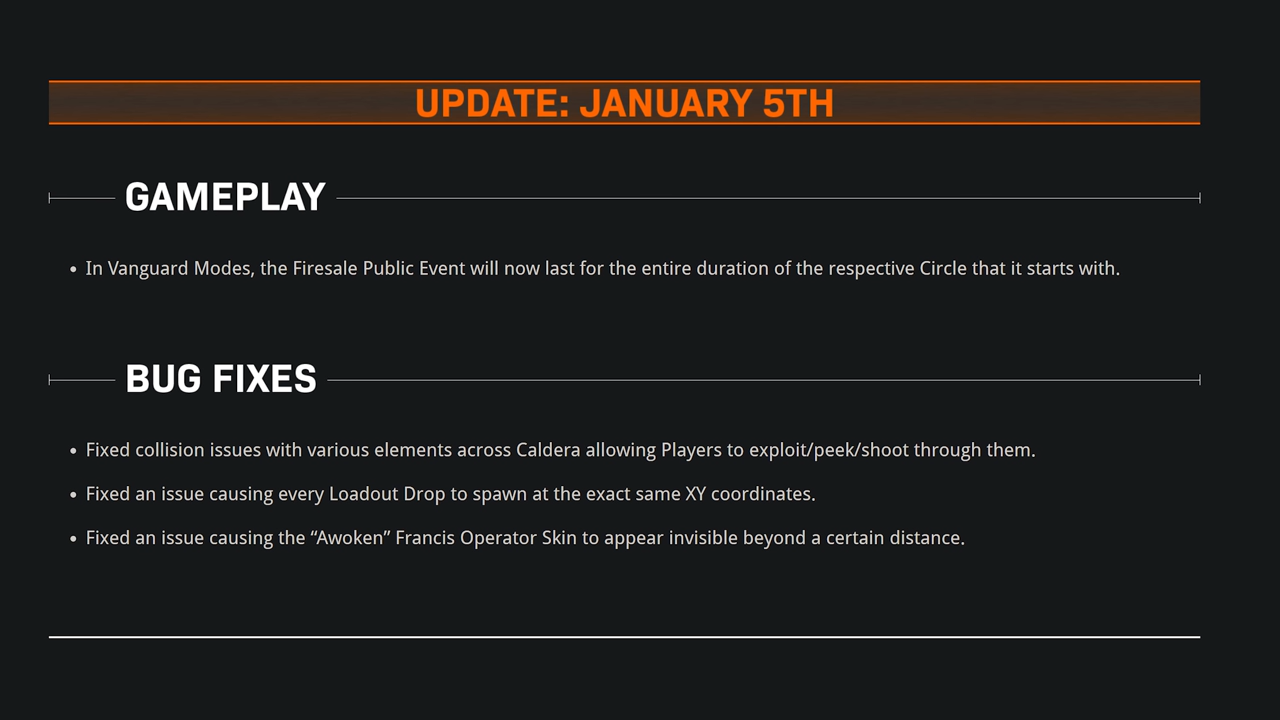 UPDATE: JANUARY 5TH
GAMEPLAY
• In Vanguard Modes, the Firesale Public Event will now last for the entire duration of the respective Circle that it starts with.
BUG FIXES
• Fixed collision issues with various elements across Caldera allowing Players to exploit/peek/shoot through them.
• Fixed an issue causing every Loadout Drop to spawn at the exact same XY coordinates.
• Fixed an issue causing the “Awoken” Francis Operator Skin to appear invisible beyond a certain distance.